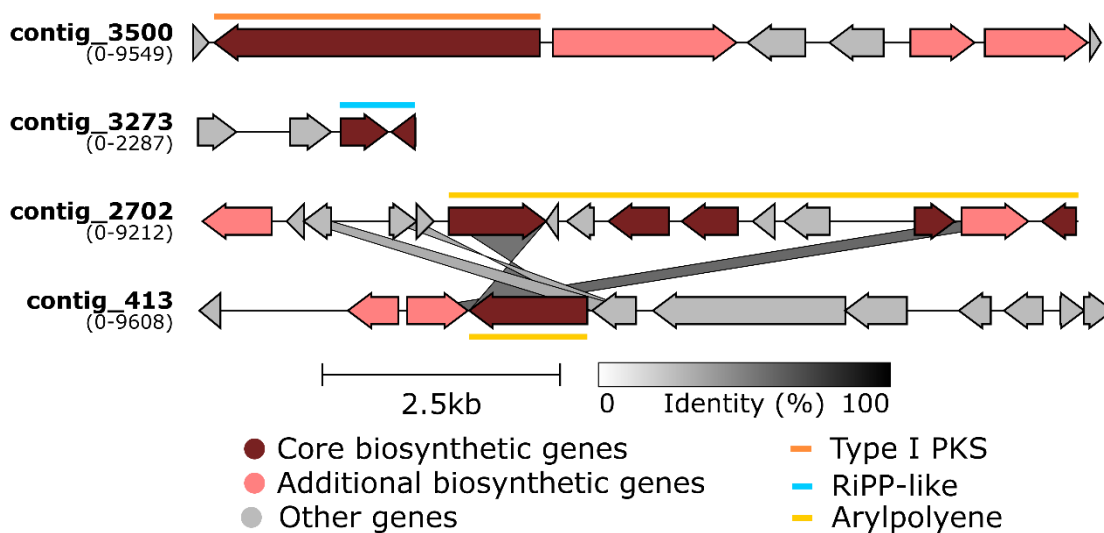 contig_3500
(0-9549)
contig_3273
(0-2287)
contig_2702
(0-9212)
contig_413
(0-9608)
2.5kb
0 Identity (%) 100
Core biosynthetic genes
Additional biosynthetic genes
Other genes
Type I PKS
RiPP-like
Arylpolyene